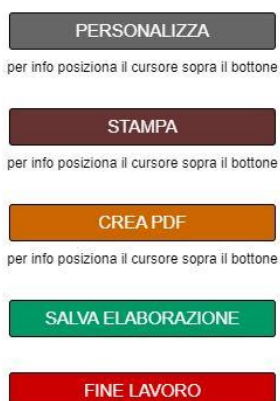 PERSONALIZZA
per info posiziona il cursore sopra il bottone
STAMPA
per info posiziona il cursore sopra il bottone
CREA PDF
per info posiziona il cursore sopra il bottone
SALVA ELABORAZIONE
FINE LAVORO